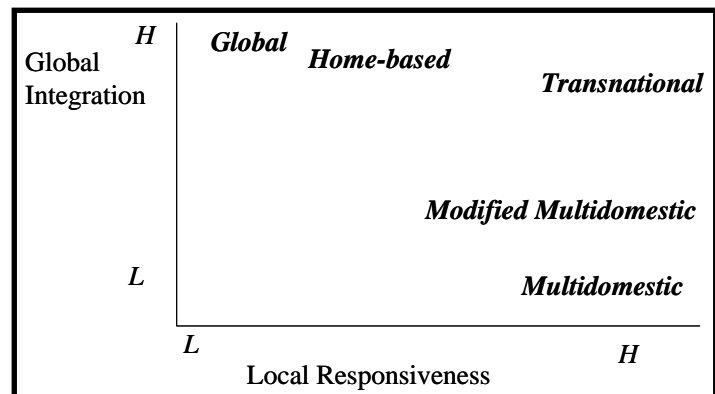 H
Global
Home-based
Global
Integration
Transnational
Modified Multidomestic
L
Multidomestic
L
H
Local Responsiveness